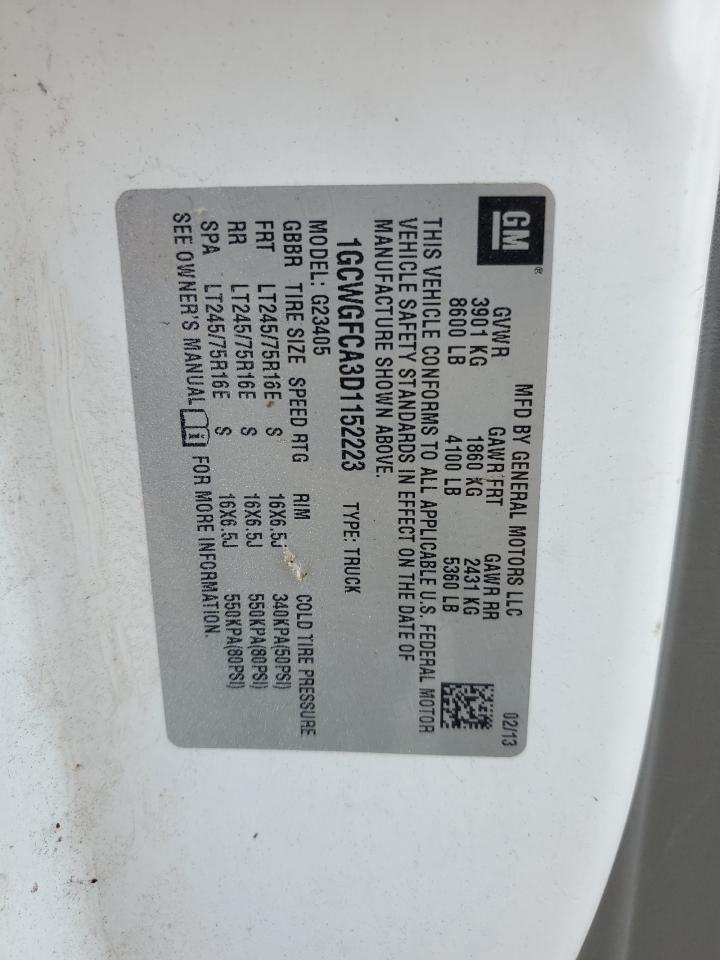 GM®
MFD BY GENERAL MOTORS LLC 02/13
GVWR GAWR FRT GAWR RR
3901 KG 1860 KG 2431 KG
8600 LB 4100 LB 5360 LB
THIS VEHICLE CONFORMS TO ALL APPLICABLE U.S. FEDERAL MOTOR
VEHICLE SAFETY STANDARDS IN EFFECT ON THE DATE OF
MANUFACTURE SHOWN ABOVE.
1GCWGFCA3D1152223 TYPE: TRUCK
MODEL: G23405
GBBR TIRE SIZE SPEED RTG RIM COLD TIRE PRESSURE
FRT LT245/75R16E S 16X6.5J 340KPA(50PSI)
RR LT245/75R16E S 16X6.5J 550KPA(80PSI)
SPA LT245/75R16E S 16X6.5J 550KPA(80PSI)
SEE OWNER'S MANUAL FOR MORE INFORMATION.